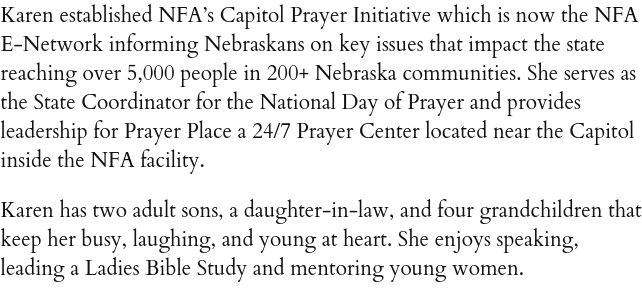 Karen established NFA’s Capitol Prayer Initiative which is now the NFA
E-Network informing Nebraskans on key issues that impact the state
reaching over 5,000 people in 200+ Nebraska communities. She serves as
the State Coordinator for the National Day of Prayer and provides
leadership for Prayer Place a 24/7 Prayer Center located near the Capitol
inside the NFA facility.
Karen has two adult sons, a daughter-in-law, and four grandchildren that
keep her busy, laughing, and young at heart. She enjoys speaking,
leading a Ladies Bible Study and mentoring young women.